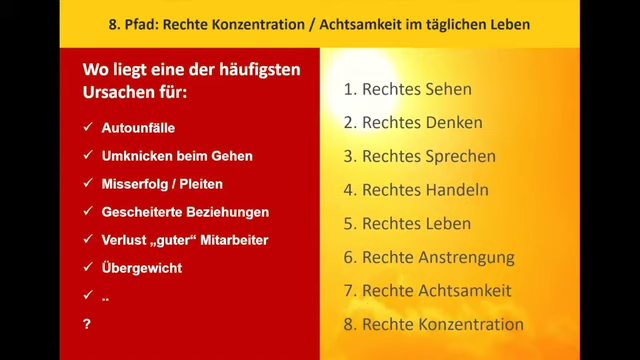 8. Pfad: Rechte Konzentration / Achtsamkeit im täglichen Leben
Wo liegt eine der häufigsten
Ursachen für:
✓ Autounfälle
✓ Umknicken beim Gehen
✓ Misserfolg / Pleiten
✓ Gescheiterte Beziehungen
✓ Verlust „guter“ Mitarbeiter
✓ Übergewicht
✓ ..
?
1. Rechtes Sehen
2. Rechtes Denken
3. Rechtes Sprechen
4. Rechtes Handeln
5. Rechtes Leben
6. Rechte Anstrengung
7. Rechte Achtsamkeit
8. Rechte Konzentration